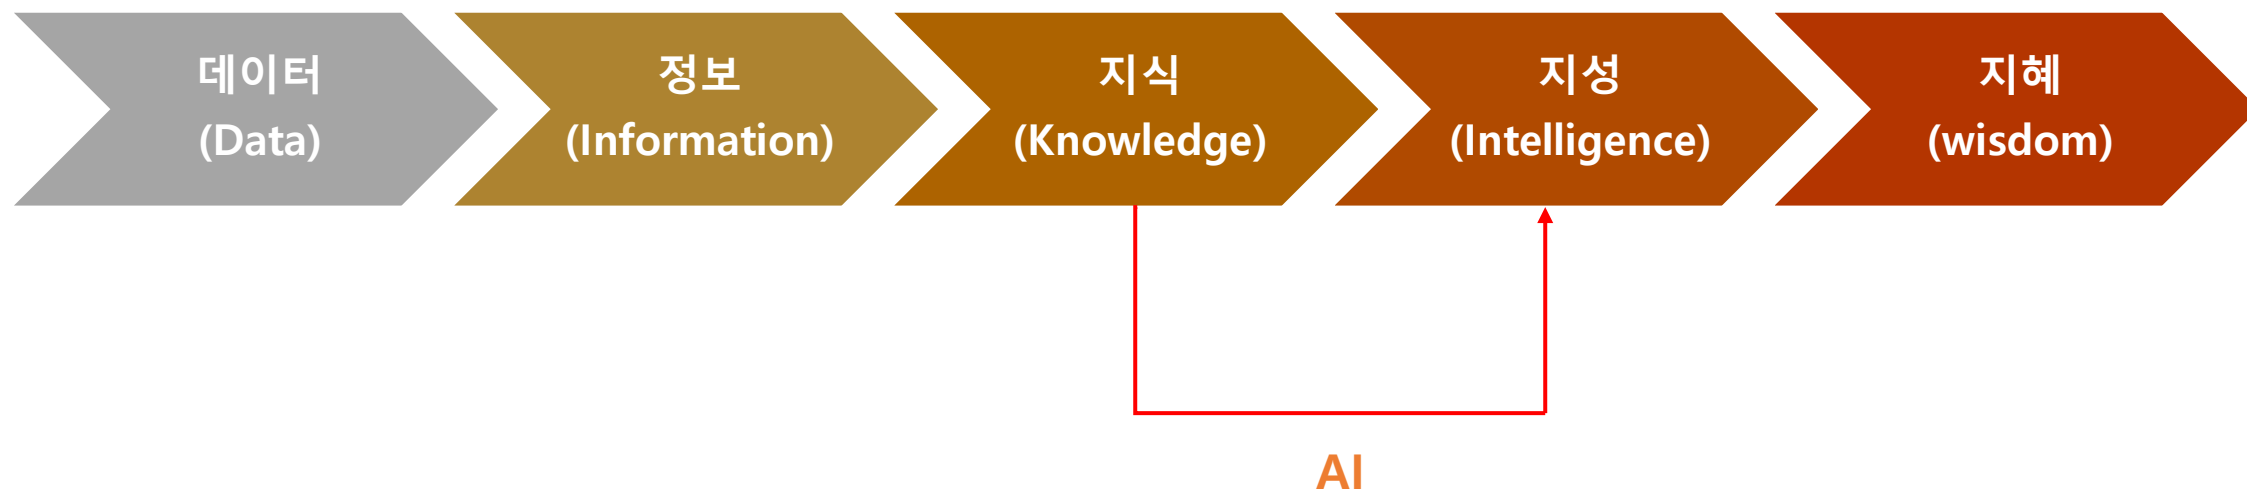 데이터
(Data)
정보
(Information)
지식
(Knowledge)
지성
(Intelligence)
지혜
(wisdom)
AI